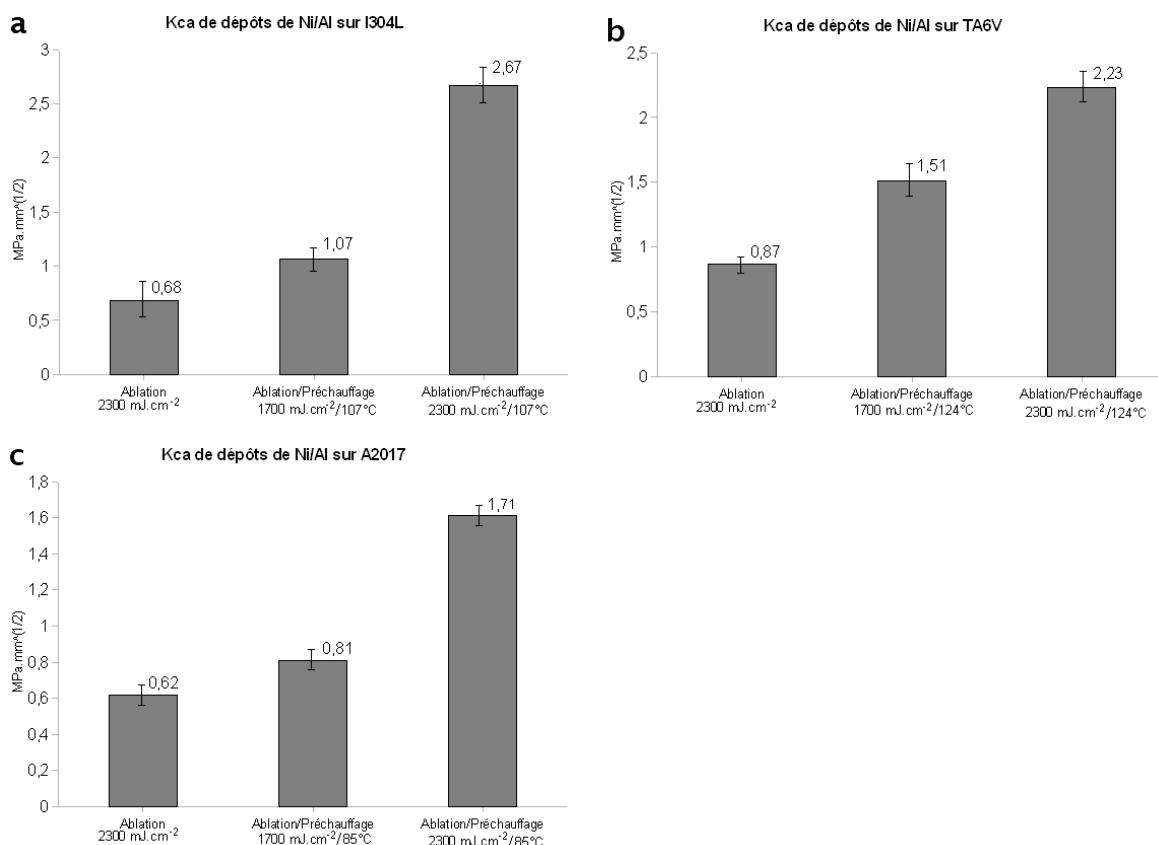 a
Kca de dépôts de Ni/Al sur I304L
MPa.mm^(1/2)
3
2,5
2
1,5
1
0,5
0
0,68
1,07
2,67
Ablation
2300 mJ.cm-2
Ablation/Préchauffage
1700 mJ.cm-2/107°C
Ablation/Préchauffage
2300 mJ.cm-2/107°C
b
Kca de dépôts de Ni/Al sur TA6V
MPa.mm^(1/2)
2,5
2
1,5
1
0,5
0
0,87
1,51
2,23
Ablation
2300 mJ.cm-2
Ablation/Préchauffage
1700 mJ.cm-2/124°C
Ablation/Préchauffage
2300 mJ.cm-2/124°C
c
Kca de dépôts de Ni/Al sur A2017
MPa.mm^(1/2)
1,8
1,6
1,4
1,2
1
0,8
0,6
0,4
0,2
0
0,62
0,81
1,71
Ablation
2300 mJ.cm-2
Ablation/Préchauffage
1700 mJ.cm-2/85°C
Ablation/Préchauffage
2300 mJ.cm-2/85°C